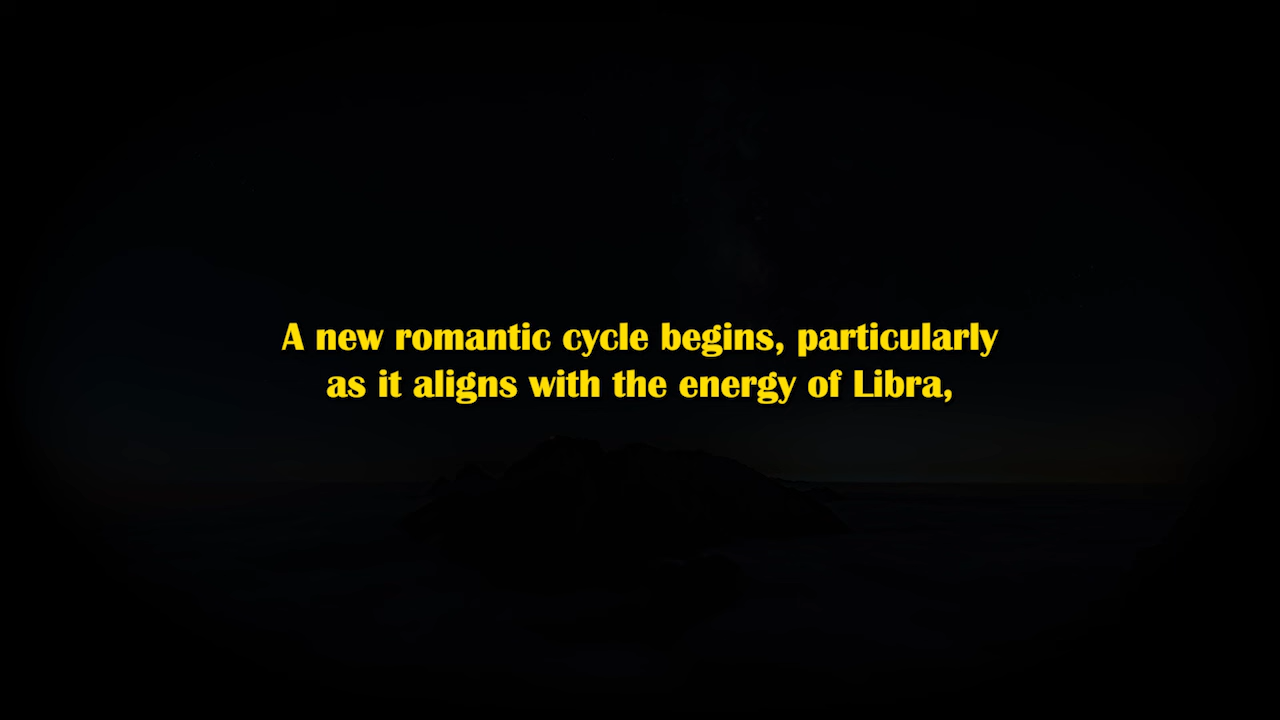 A new romantic cycle begins, particularly
as it aligns with the energy of Libra,